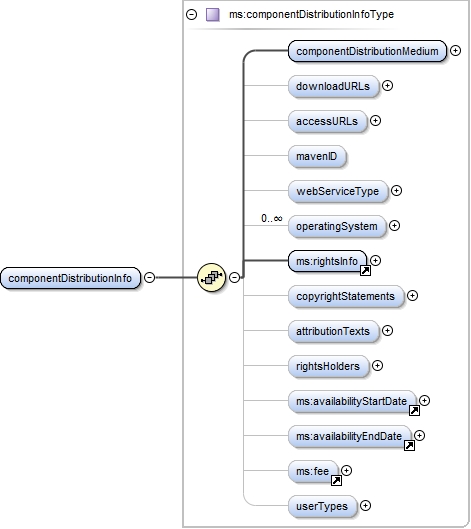 ms:componentDistributionInfoType
componentDistributionMedium
downloadURLs
accessURLs
mavenID
webServiceType
0..∞
operatingSystem
ms:rightsInfo
componentDistributionInfo
copyrightStatements
attributionTexts
rightsHolders
ms:availabilityStartDate
ms:availabilityEndDate
ms:fee
userTypes